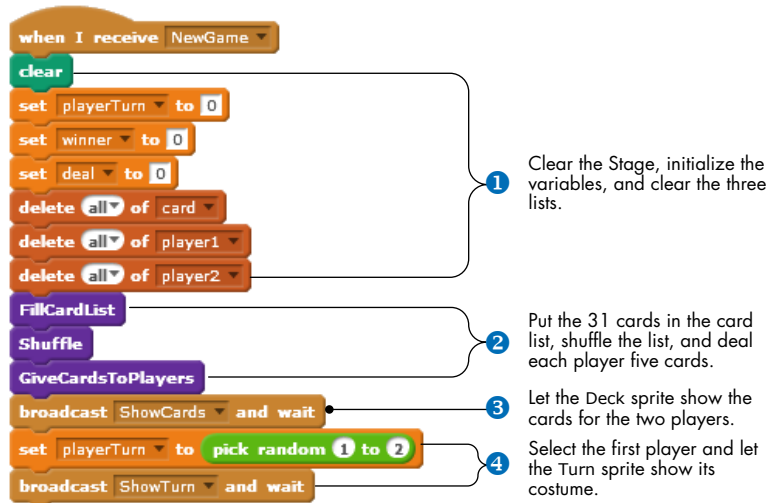 when I receive NewGame
clear
set playerTurn to 0
set winner to 0
set deal to 0
delete all of card
delete all of player1
delete all of player2
FillCardList
Shuffle
GiveCardsToPlayers
broadcast ShowCards and wait
set playerTurn to pick random 1 to 2
broadcast ShowTurn and wait
1
Clear the Stage, initialize the
variables, and clear the three
lists.
2
Put the 31 cards in the card
list, shuffle the list, and deal
each player five cards.
3
Let the Deck sprite show the
cards for the two players.
4
Select the first player and let
the Turn sprite show its
costume.